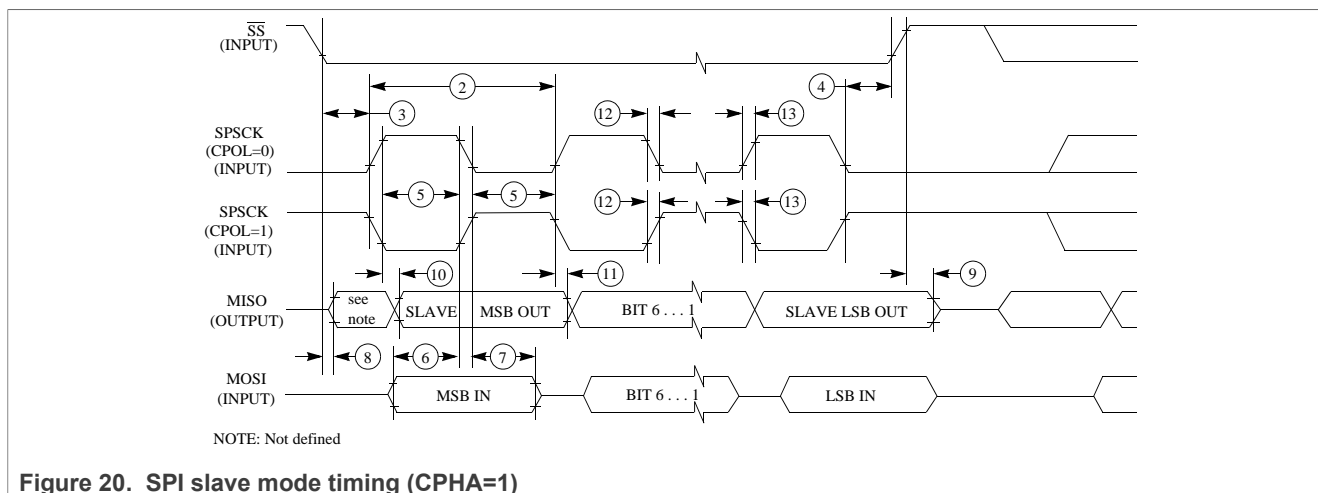 SS
(INPUT)
2
4
3
12
13
SPSCK
(CPOL=0)
(INPUT)
5
5
12
13
SPSCK
(CPOL=1)
(INPUT)
10
11
9
MISO
(OUTPUT)
see
note
SLAVE
MSB OUT
BIT 6 . . . 1
SLAVE LSB OUT
8
6
7
MOSI
(INPUT)
MSB IN
BIT 6 . . . 1
LSB IN
NOTE: Not defined
Figure 20. SPI slave mode timing (CPHA=1)